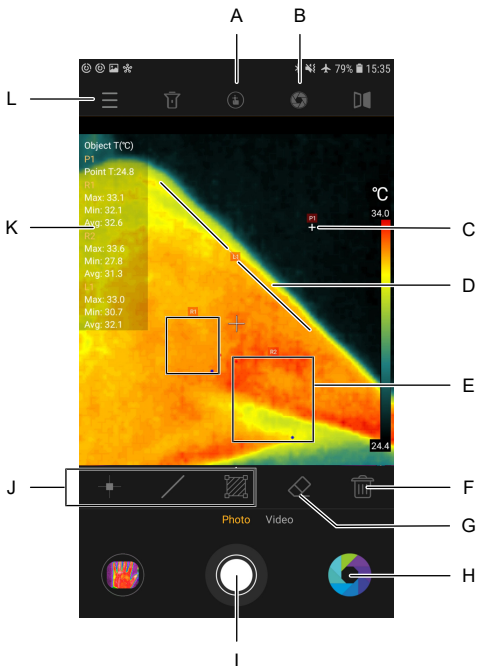 A
B
79% 15:35
L
Object T(℃)
P1
Point T:24.8
R1
Max: 33.1
Min: 32.1
Avg: 32.6
R2
Max: 33.6
Min: 27.8
Avg: 31.3
L1
Max: 33.0
Min: 30.7
Avg: 32.1
℃
34.0
P1
C
K
L1
D
R1
R2
E
24.4
J
F
G
Photo Video
H
I